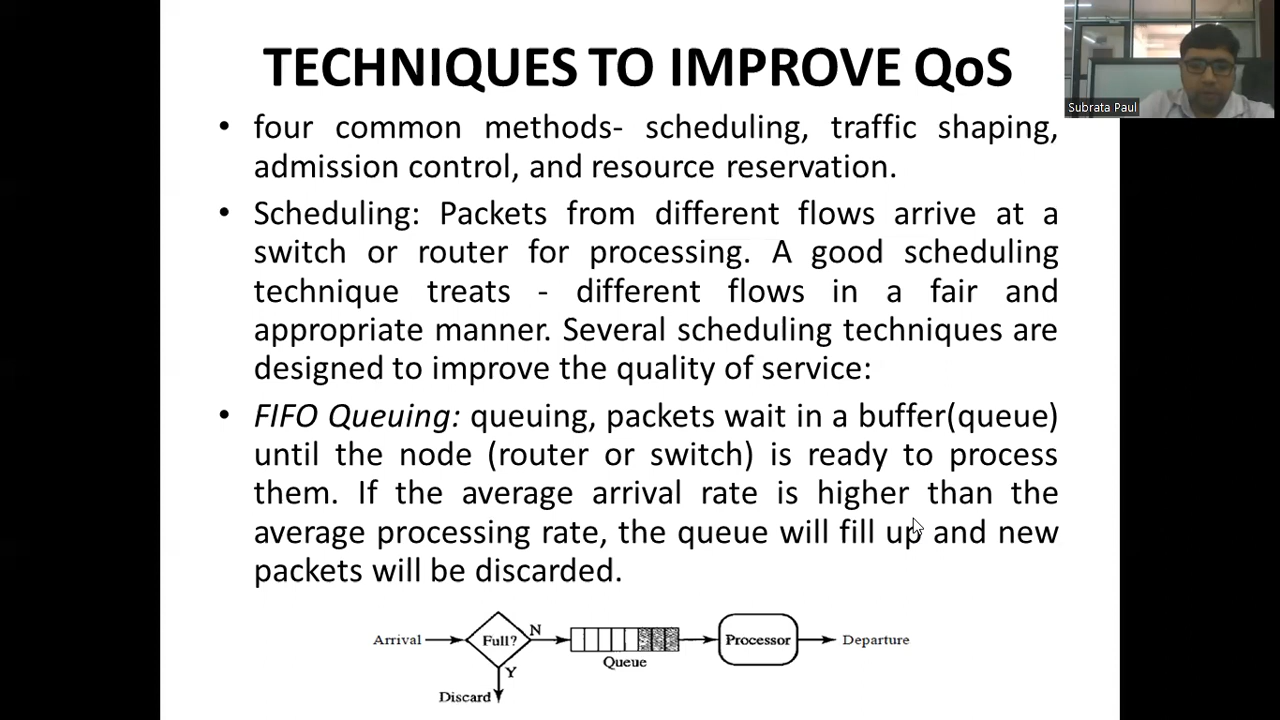 TECHNIQUES TO IMPROVE QoS
Subrata Paul
• four common methods- scheduling, traffic shaping,
admission control, and resource reservation.
• Scheduling: Packets from different flows arrive at a
switch or router for processing. A good scheduling
technique treats - different flows in a fair and
appropriate manner. Several scheduling techniques are
designed to improve the quality of service:
• FIFO Queuing: queuing, packets wait in a buffer(queue)
until the node (router or switch) is ready to process
them. If the average arrival rate is higher than the
average processing rate, the queue will fill up and new
packets will be discarded.
Arrival Full? N Processor Departure
Queue
Y
Discard